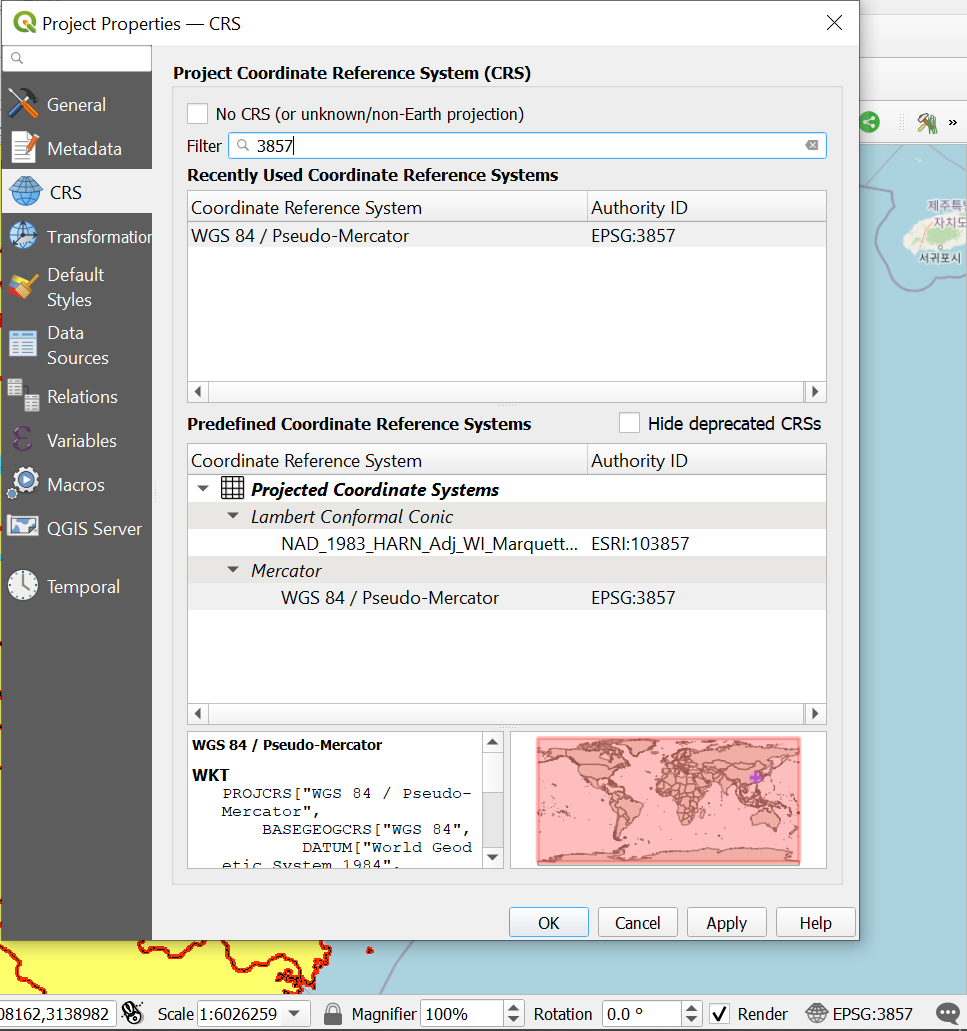 Project Properties — CRS
General
Metadata
CRS
Transformation
Default
Styles
Data
Sources
Relations
Variables
Macros
QGIS Server
Temporal
Project Coordinate Reference System (CRS)
No CRS (or unknown/non-Earth projection)
Filter 3857
Recently Used Coordinate Reference Systems
Coordinate Reference System Authority ID
WGS 84 / Pseudo-Mercator EPSG:3857
Predefined Coordinate Reference Systems Hide deprecated CRSs
Coordinate Reference System Authority ID
Projected Coordinate Systems
Lambert Conformal Conic
NAD_1983_HARN_Adj_WI_Marquett... ESRI:103857
Mercator
WGS 84 / Pseudo-Mercator EPSG:3857
WGS 84 / Pseudo-Mercator
WKT
PROJCRS["WGS 84 / Pseudo-
Mercator",
BASEGEOGCRS["WGS 84",
DATUM["World Geod
etic System 1984",
OK Cancel Apply Help
»
제주특별
자치도
서귀포시
08162,3138982 Scale 1:6026259 Magnifier 100% Rotation 0.0 ° Render EPSG:3857